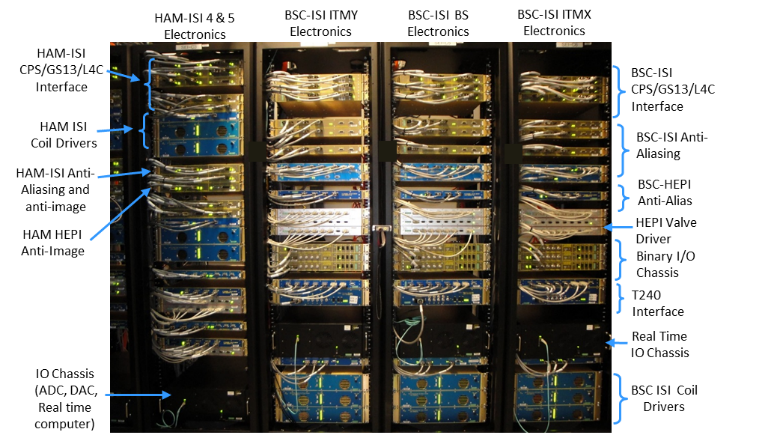 HAM-ISI 4 & 5
Electronics
BSC-ISI ITMY
Electronics
BSC-ISI BS
Electronics
BSC-ISI ITMX
Electronics
HAM-ISI
CPS/GS13/L4C
Interface
HAM ISI
Coil Drivers
HAM-ISI Anti-
Aliasing and
anti-image
HAM HEPI
Anti-Image
IO Chassis
(ADC, DAC,
Real time
computer)
BSC-ISI
CPS/GS13/L4C
Interface
BSC-ISI Anti-
Aliasing
BSC-HEPI
Anti-Alias
HEPI Valve
Driver
Binary I/O
Chassis
T240
Interface
Real Time
IO Chassis
BSC ISI Coil
Drivers